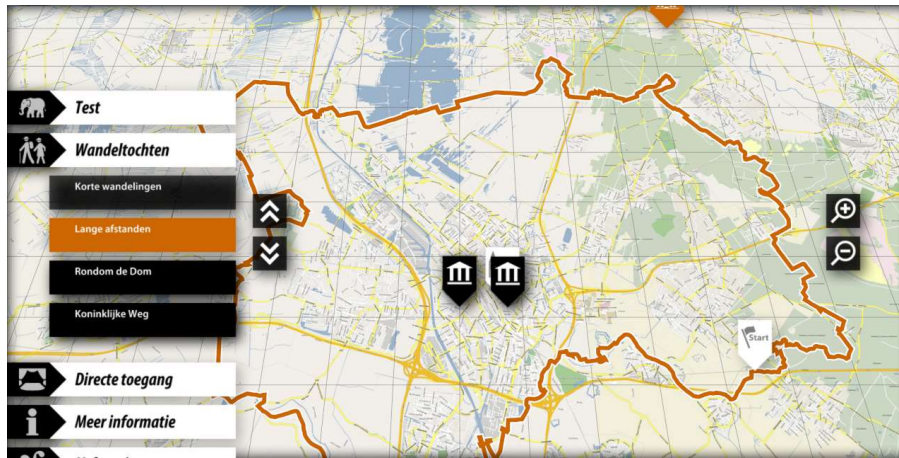 Test
Wandeltochten
Korte wandelingen
Lange afstanden
Rondom de Dom
Koninklijke Weg
Directe toegang
Meer informatie
Start